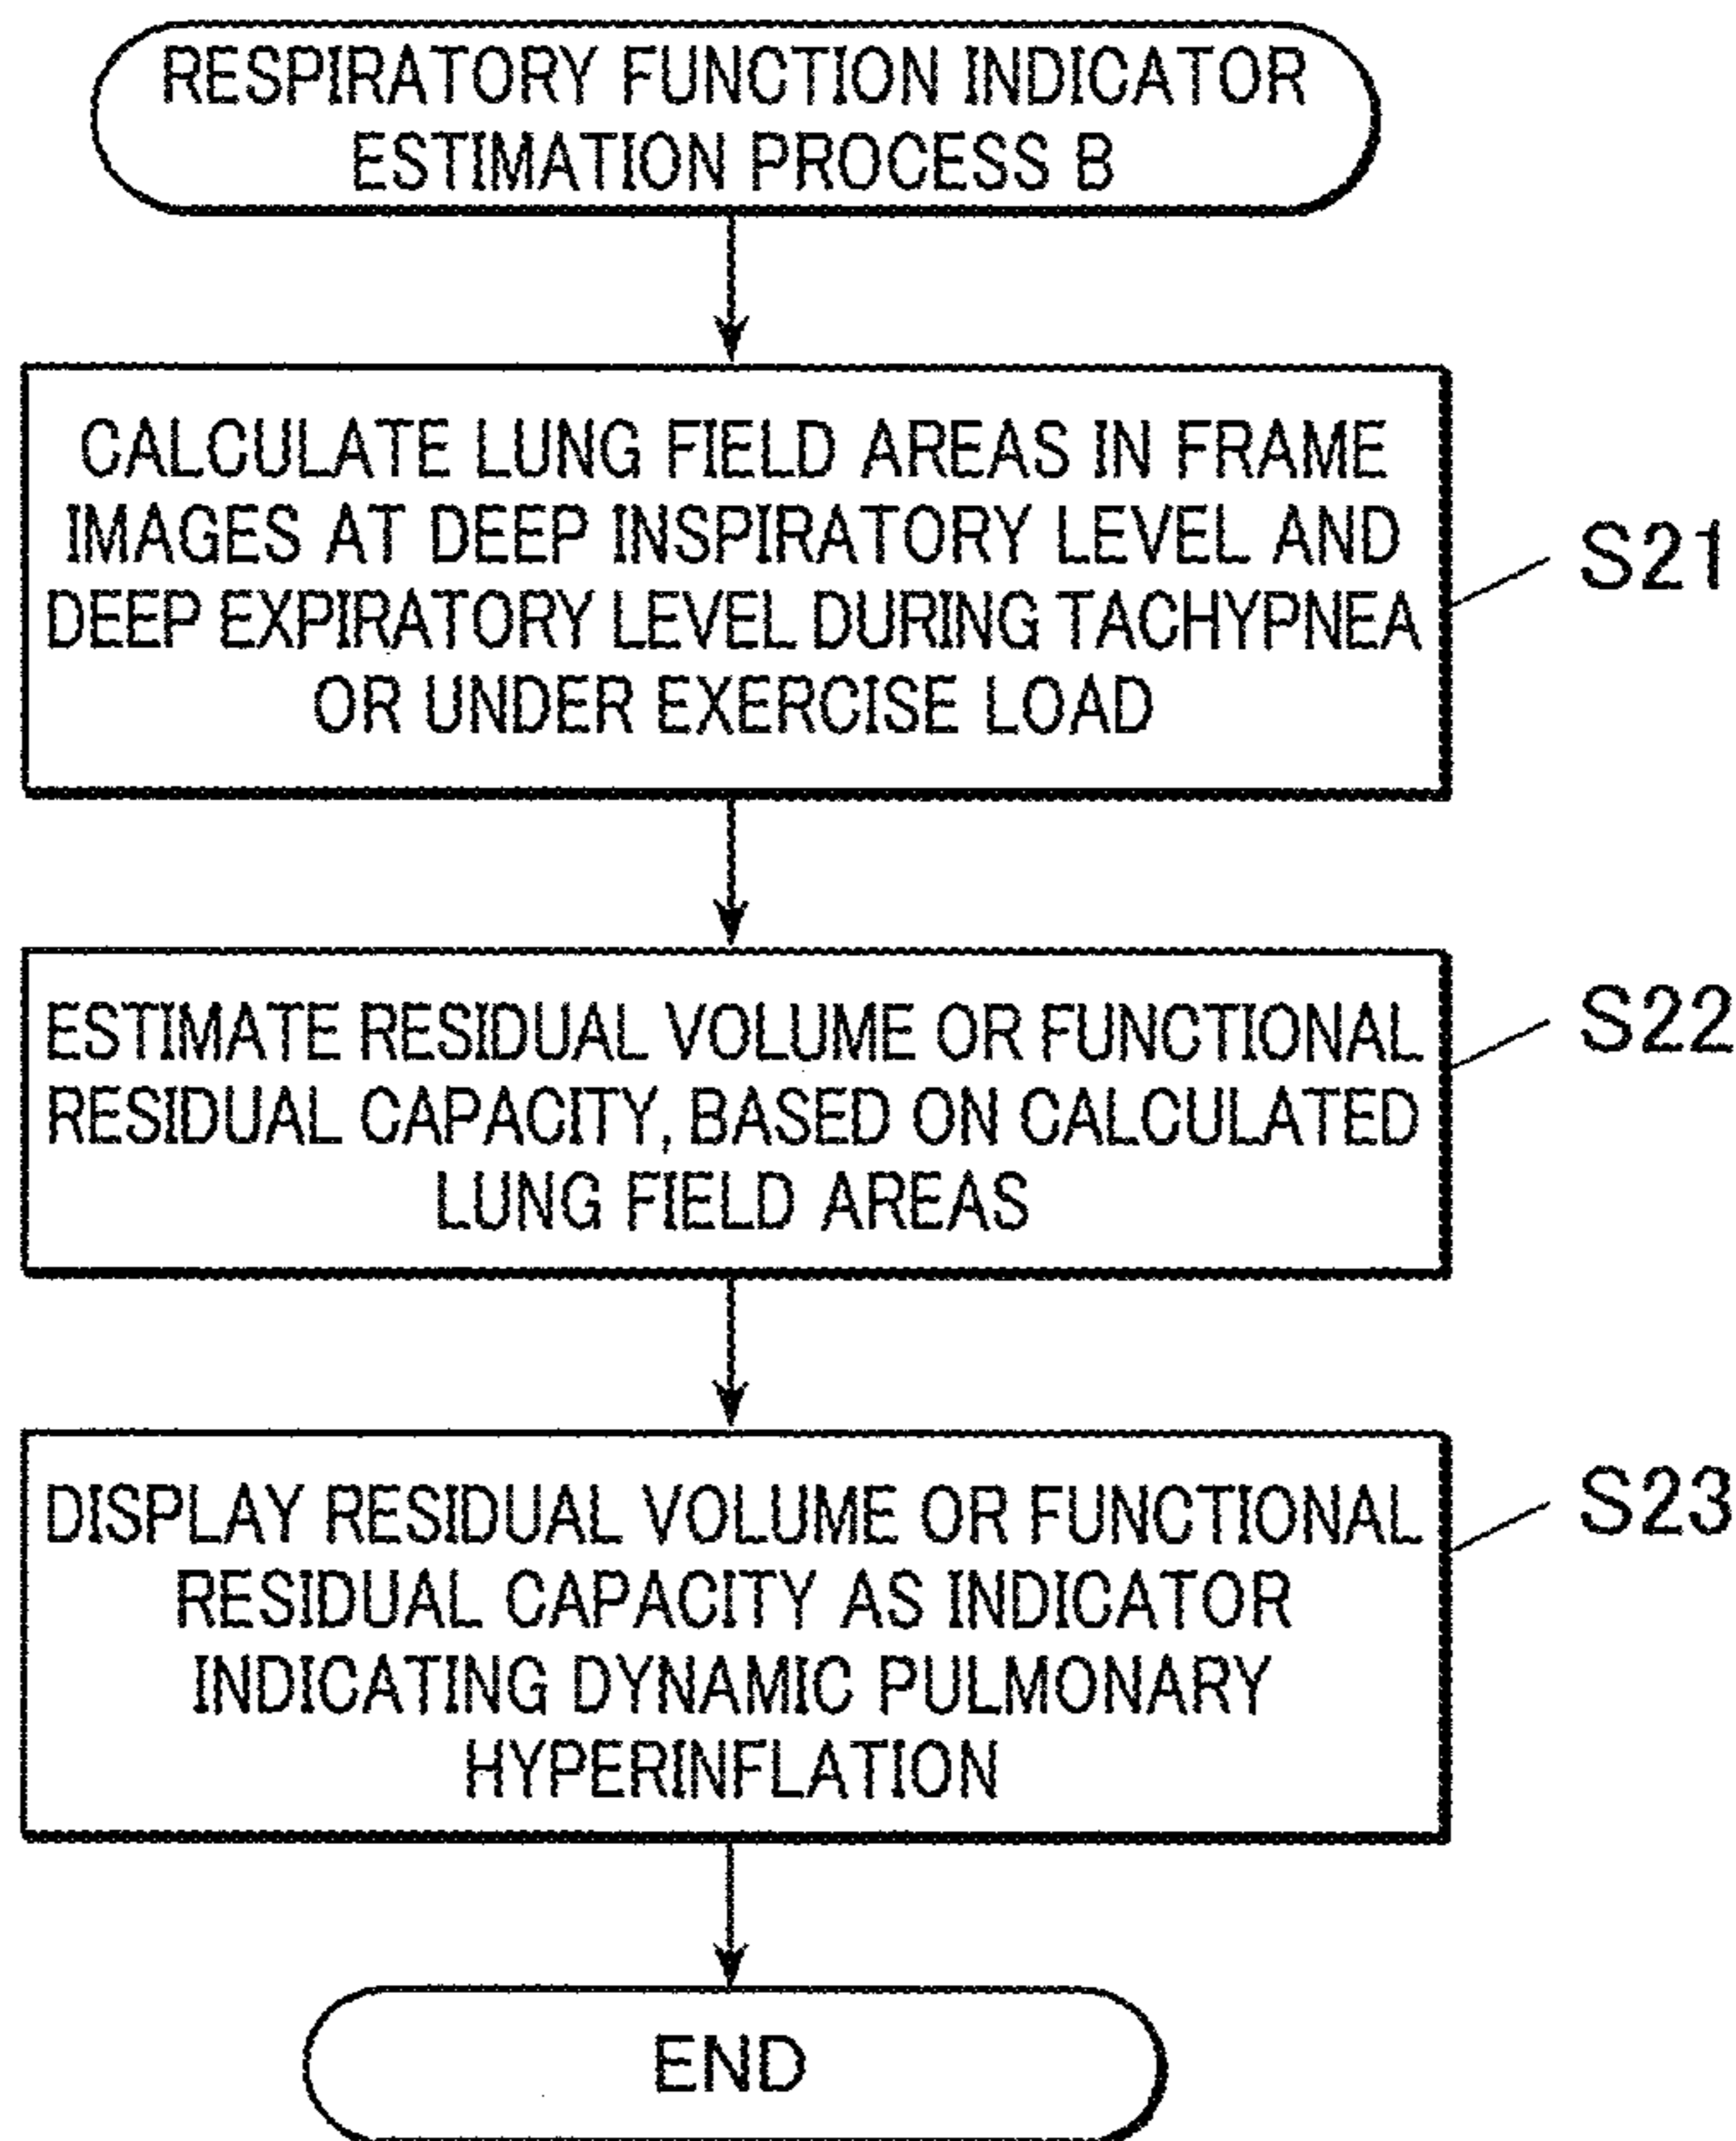 RESPIRATORY FUNCTION INDICATOR
ESTIMATION PROCESS B
CALCULATE LUNG FIELD AREAS IN FRAME
IMAGES AT DEEP INSPIRATORY LEVEL AND
DEEP EXPIRATORY LEVEL DURING TACHYPNEA
OR UNDER EXERCISE LOAD
S21
ESTIMATE RESIDUAL VOLUME OR FUNCTIONAL
RESIDUAL CAPACITY, BASED ON CALCULATED
LUNG FIELD AREAS
S22
DISPLAY RESIDUAL VOLUME OR FUNCTIONAL
RESIDUAL CAPACITY AS INDICATOR
INDICATING DYNAMIC PULMONARY
HYPERINFLATION
S23
END